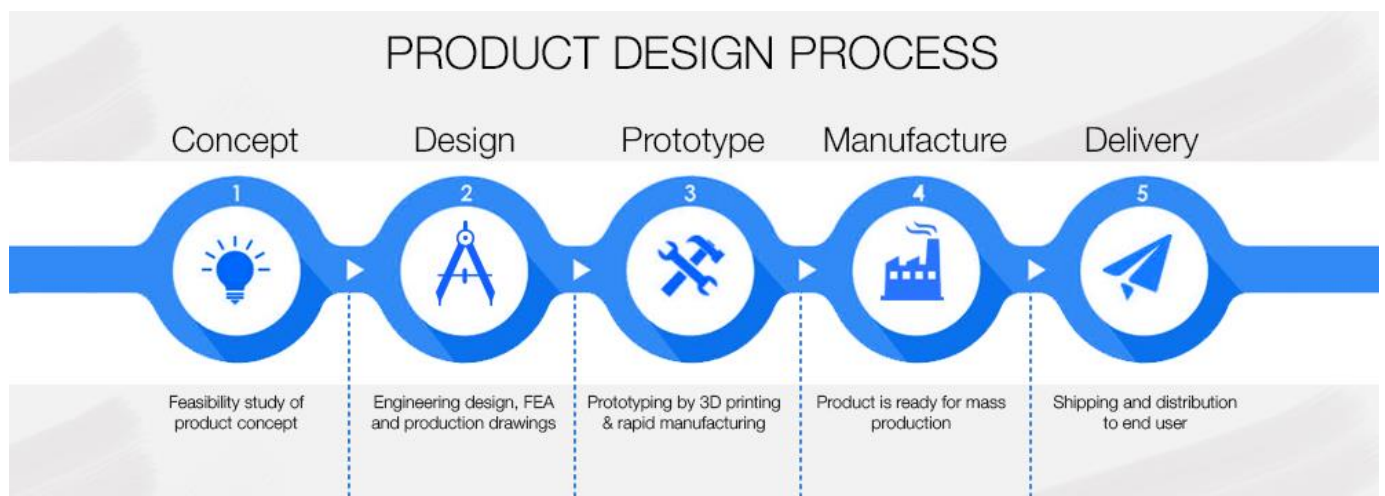 PRODUCT DESIGN PROCESS
Concept
Design
Prototype
Manufacture
Delivery
1
2
3
4
5
Feasibility study of
product concept
Engineering design, FEA
and production drawings
Prototyping by 3D printing
& rapid manufacturing
Product is ready for mass
production
Shipping and distribution
to end user